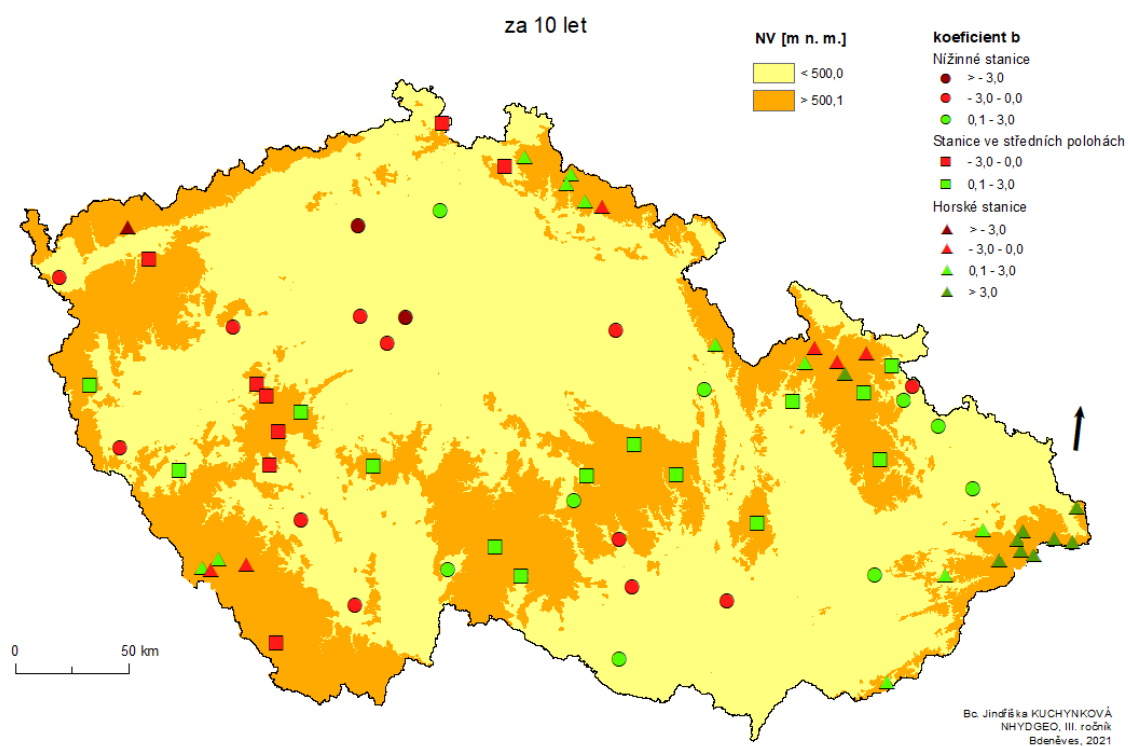 za 10 let
NV [m n. m.]
< 500,0
> 500,1
koeficient b
Nížinné stanice
> - 3,0
- 3,0 - 0,0
0,1 - 3,0
Stanice ve středních polohách
- 3,0 - 0,0
0,1 - 3,0
Horské stanice
> - 3,0
- 3,0 - 0,0
0,1 - 3,0
> 3,0
0 50 km
Bc. Jindřiška KUCHYNKOVÁ
NHYDGEO, III. ročník
Bdeněves, 2021